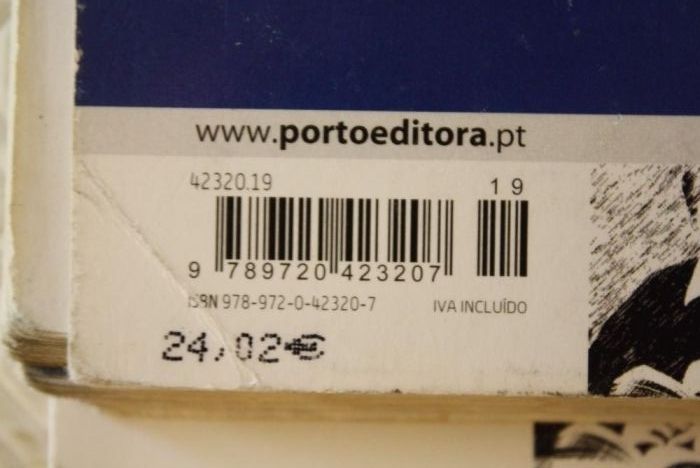 www.portoeditora.pt
42320.19
19
9 789720 423207
ISBN 978-972-0-42320-7 IVA INCLUÍDO
24,02€